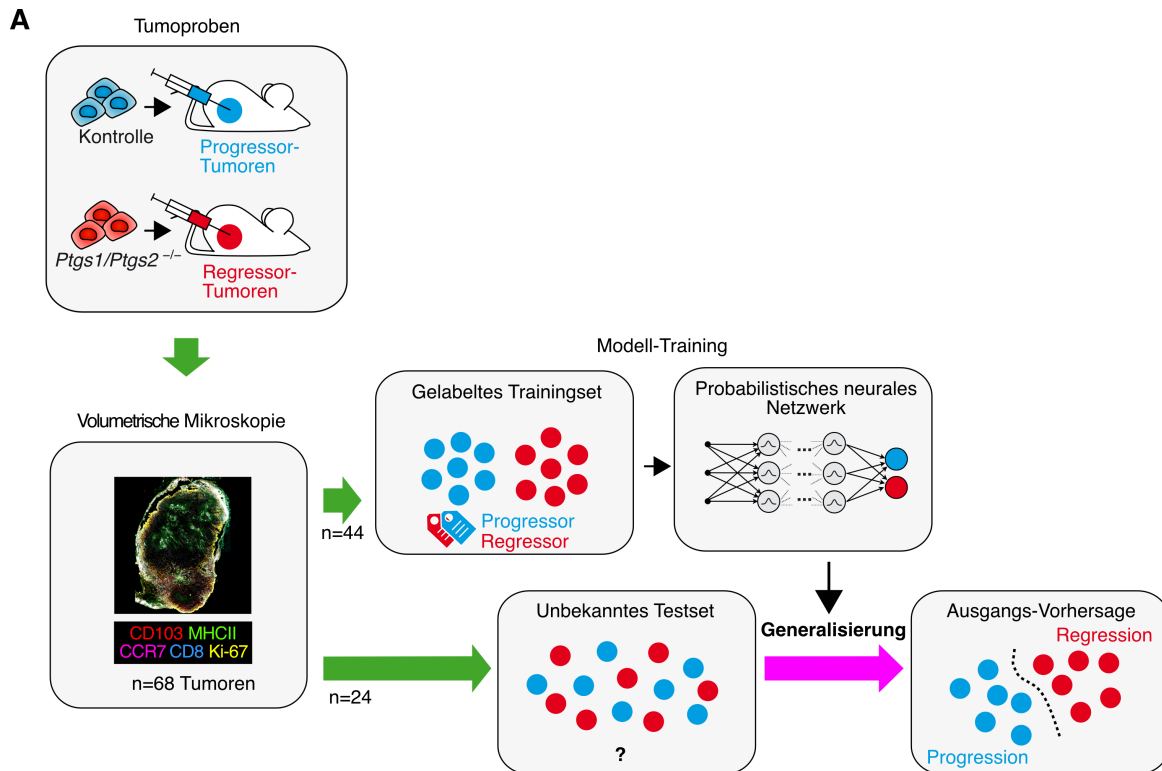 A
Tumoproben
Kontrolle
Progressor-
Tumoren
Ptgs1/Ptgs2 –/–
Regressor-
Tumoren
Volumetrische Mikroskopie
CD103 MHCII
CCR7 CD8 Ki-67
n=68 Tumoren
n=44
n=24
Modell-Training
Gelabeltes Trainingset
Progressor
Regressor
Probabilistisches neurales
Netzwerk
Unbekanntes Testset
?
Generalisierung
Ausgangs-Vorhersage
Regression
Progression